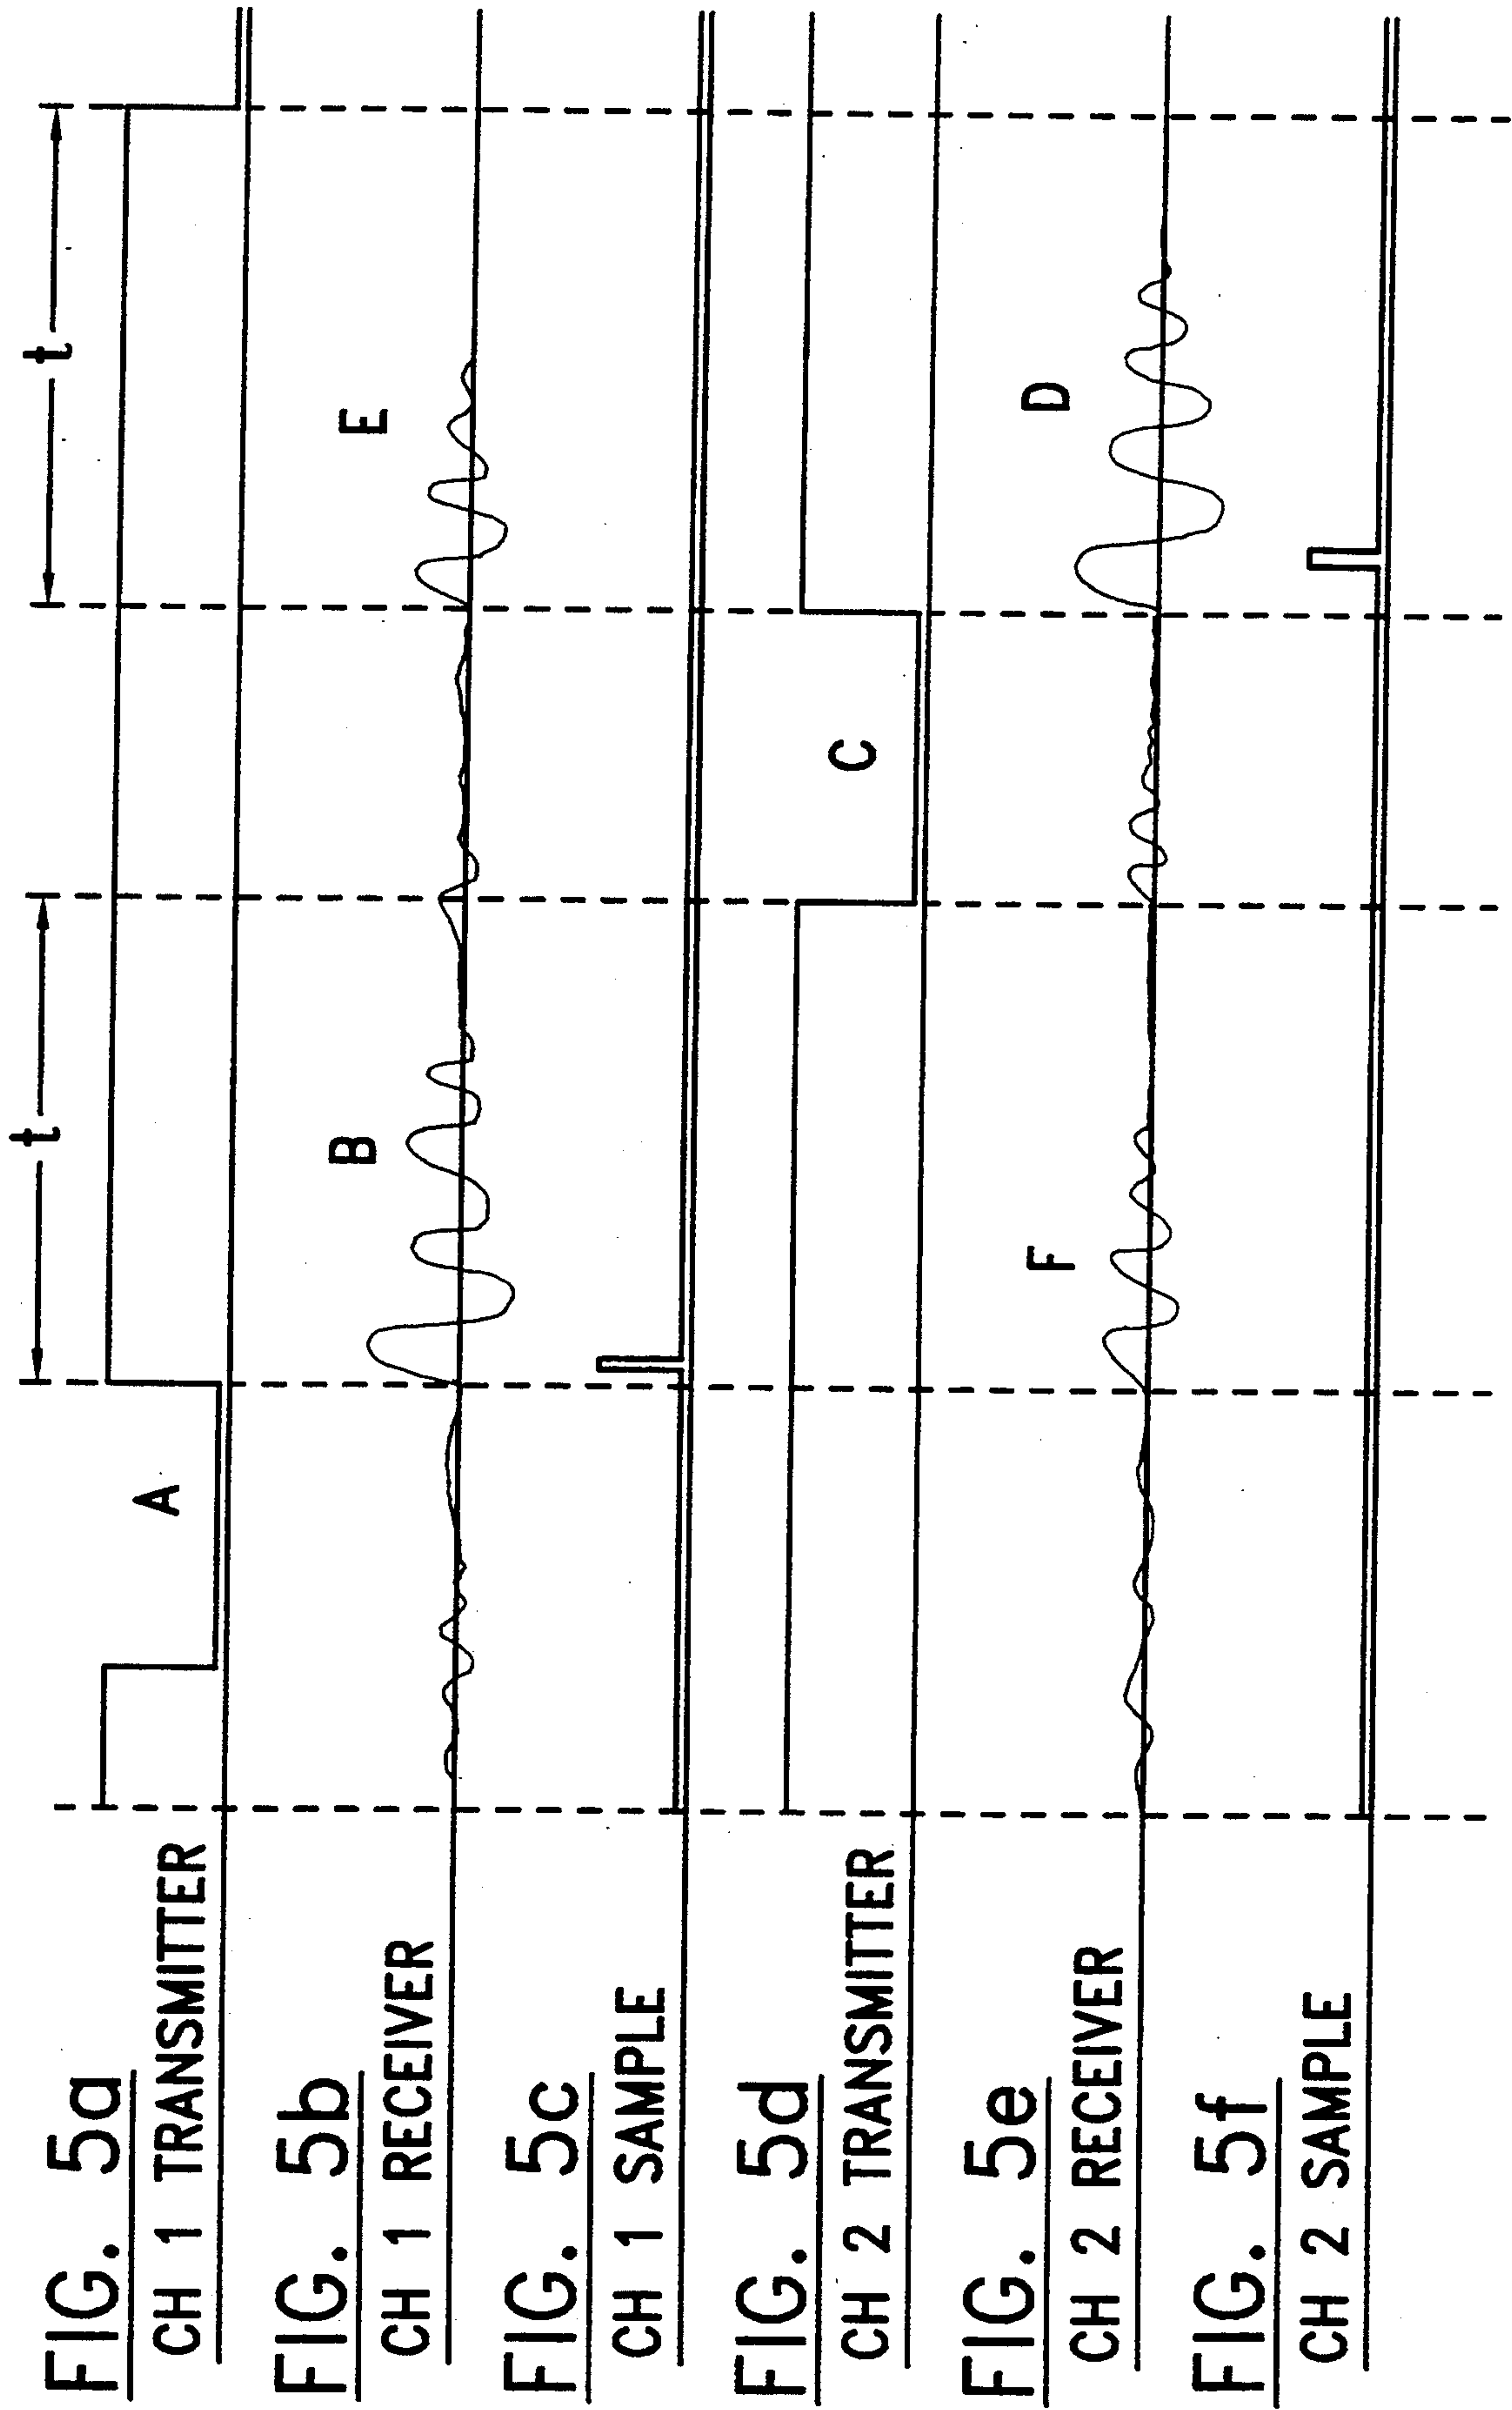 FIG. 5a
CH 1 TRANSMITTER
A
t
t
FIG. 5b
CH 1 RECEIVER
B
E
FIG. 5c
CH 1 SAMPLE
FIG. 5d
CH 2 TRANSMITTER
C
FIG. 5e
CH 2 RECEIVER
F
D
FIG. 5f
CH 2 SAMPLE